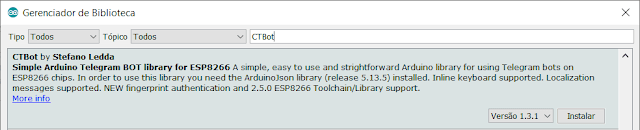 Gerenciador de Biblioteca
Tipo Todos Tópico Todos CTBot
CTBot by Stefano Ledda
Simple Arduino Telegram BOT library for ESP8266 A simple, easy to use and strightforward Arduino library for using Telegram bots on
ESP8266 chips. In order to use this library you need the ArduinoJson library (release 5.13.5) installed. Inline keyboard supported. Localization
messages supported. NEW fingerprint authentication and 2.5.0 ESP8266 Toolchain/Library support.
More info
Versão 1.3.1 Instalar